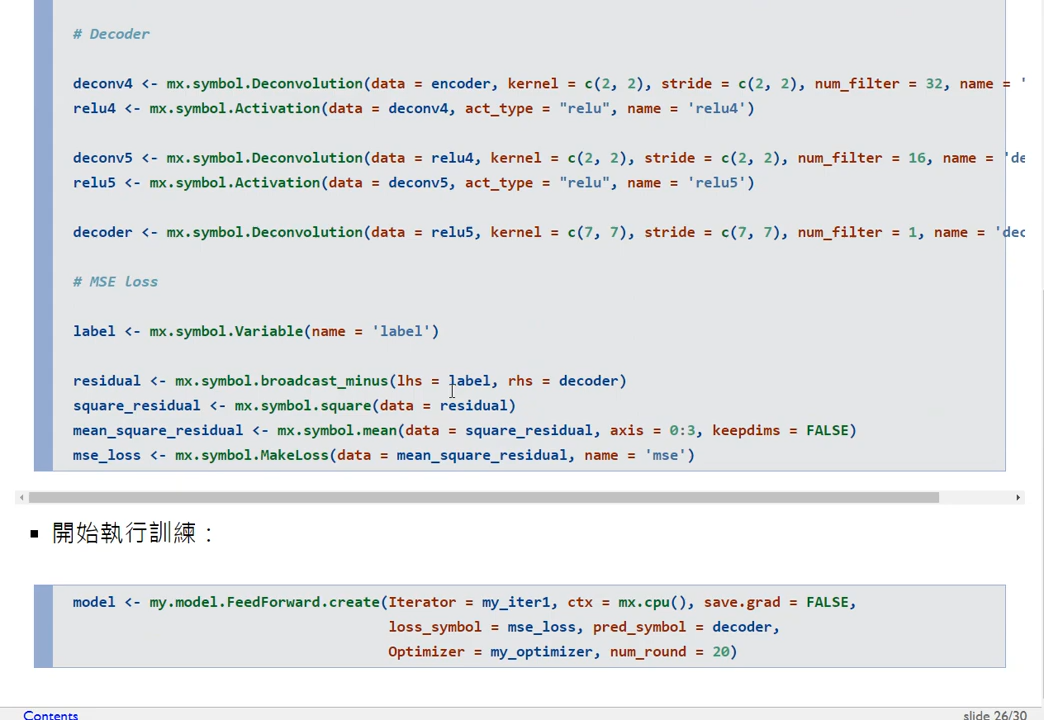 # Decoder
deconv4 <- mx.symbol.Deconvolution(data = encoder, kernel = c(2, 2), stride = c(2, 2), num_filter = 32, name = '
relu4 <- mx.symbol.Activation(data = deconv4, act_type = "relu", name = 'relu4')
deconv5 <- mx.symbol.Deconvolution(data = relu4, kernel = c(2, 2), stride = c(2, 2), num_filter = 16, name = 'de
relu5 <- mx.symbol.Activation(data = deconv5, act_type = "relu", name = 'relu5')
decoder <- mx.symbol.Deconvolution(data = relu5, kernel = c(7, 7), stride = c(7, 7), num_filter = 1, name = 'dec
# MSE loss
label <- mx.symbol.Variable(name = 'label')
residual <- mx.symbol.broadcast_minus(lhs = label, rhs = decoder)
square_residual <- mx.symbol.square(data = residual)
mean_square_residual <- mx.symbol.mean(data = square_residual, axis = 0:3, keepdims = FALSE)
mse_loss <- mx.symbol.MakeLoss(data = mean_square_residual, name = 'mse')
開始執行訓練：
model <- my.model.FeedForward.create(Iterator = my_iter1, ctx = mx.cpu(), save.grad = FALSE,
loss_symbol = mse_loss, pred_symbol = decoder,
Optimizer = my_optimizer, num_round = 20)
Contents
slide 26/30